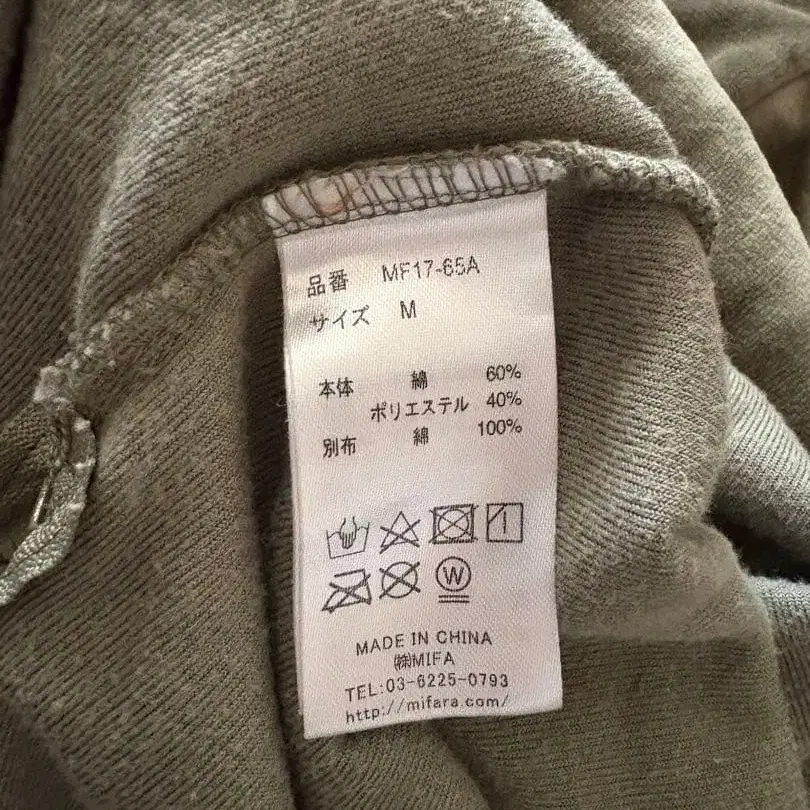 品番 MF17-65A
サイズ M
本体 綿 60%
ポリエステル 40%
別布 綿 100%
W
MADE IN CHINA
㈱MIFA
TEL:03-6225-0793
http://mifara.com/